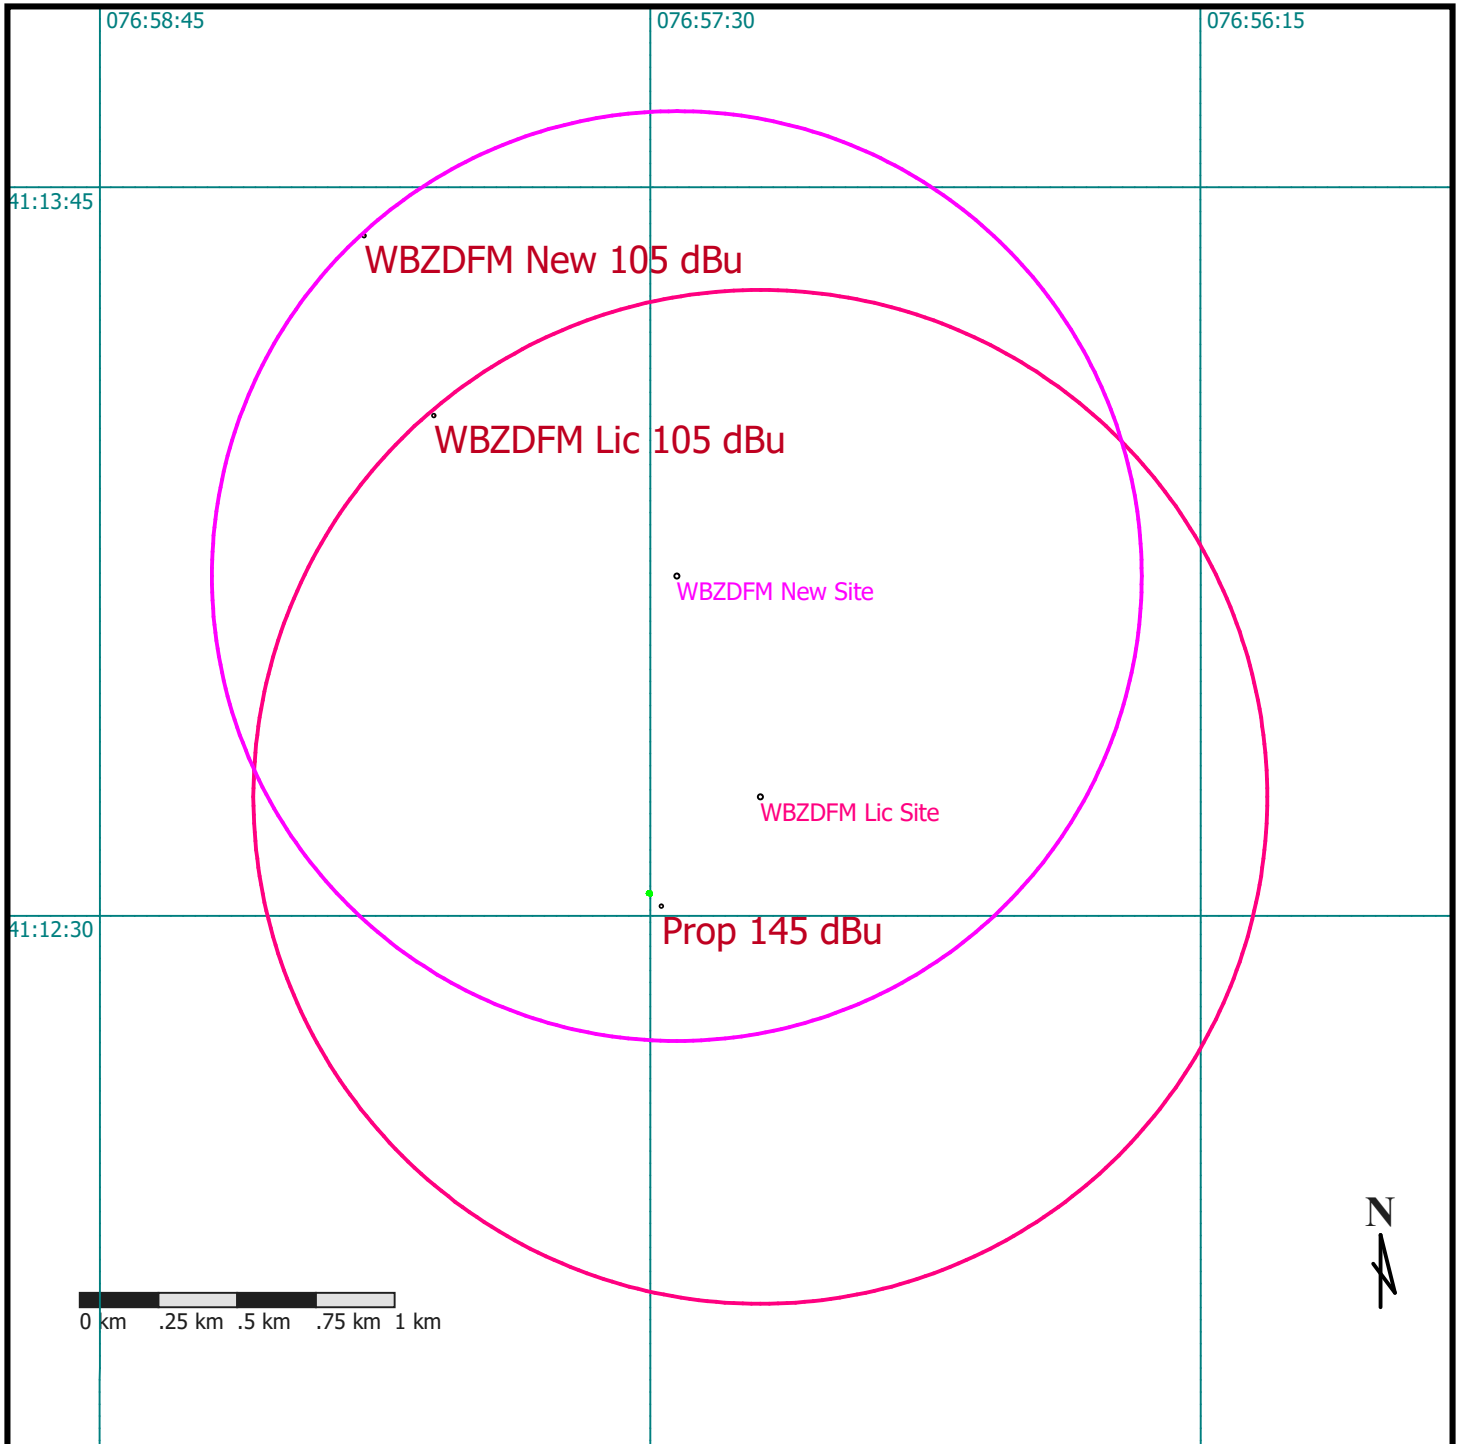 076:58:45 076:57:30 076:56:15
41:13:45
WBZDFM New 105 dBu
WBZDFM Lic 105 dBu
WBZDFM New Site
WBZDFM Lic Site
41:12:30
Prop 145 dBu
N
0 km .25 km .5 km .75 km 1 km